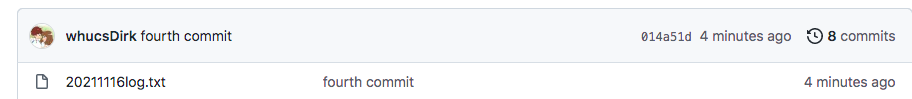 whucsDirk fourth commit 014a51d 4 minutes ago 8 commits
20211116log.txt fourth commit 4 minutes ago